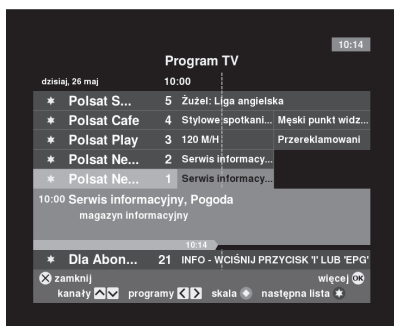 10:14
Program TV
dzisiaj, 26 maj 10:00
* Polsat S... 5 Żużel: Liga angielska
* Polsat Cafe 4 Stylowe spotkani... Męski punkt widz...
* Polsat Play 3 120 M/H Przereklamowani
* Polsat Ne... 2 Serwis informacy...
* Polsat Ne... 1 Serwis informacy...
10:00 Serwis informacyjny, Pogoda
magazyn informacyjny
10:14
* Dla Abon... 21 INFO - WCIŚNIJ PRZYCISK 'I' LUB 'EPG'
zamknij więcej OK
kanały programy skala następna lista *